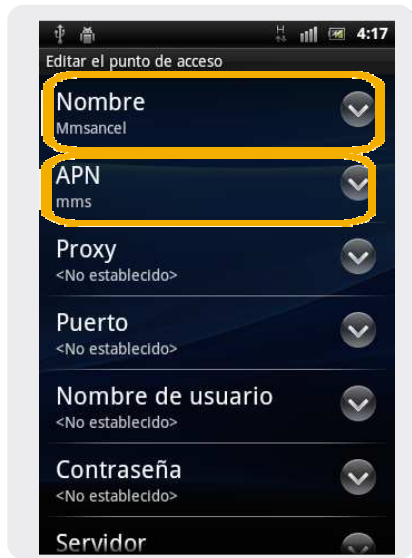 H
4:17
Editar el punto de acceso
Nombre
Mmsancel
APN
mms
Proxy
<No establecido>
Puerto
<No establecido>
Nombre de usuario
<No establecido>
Contraseña
<No establecido>
Servidor